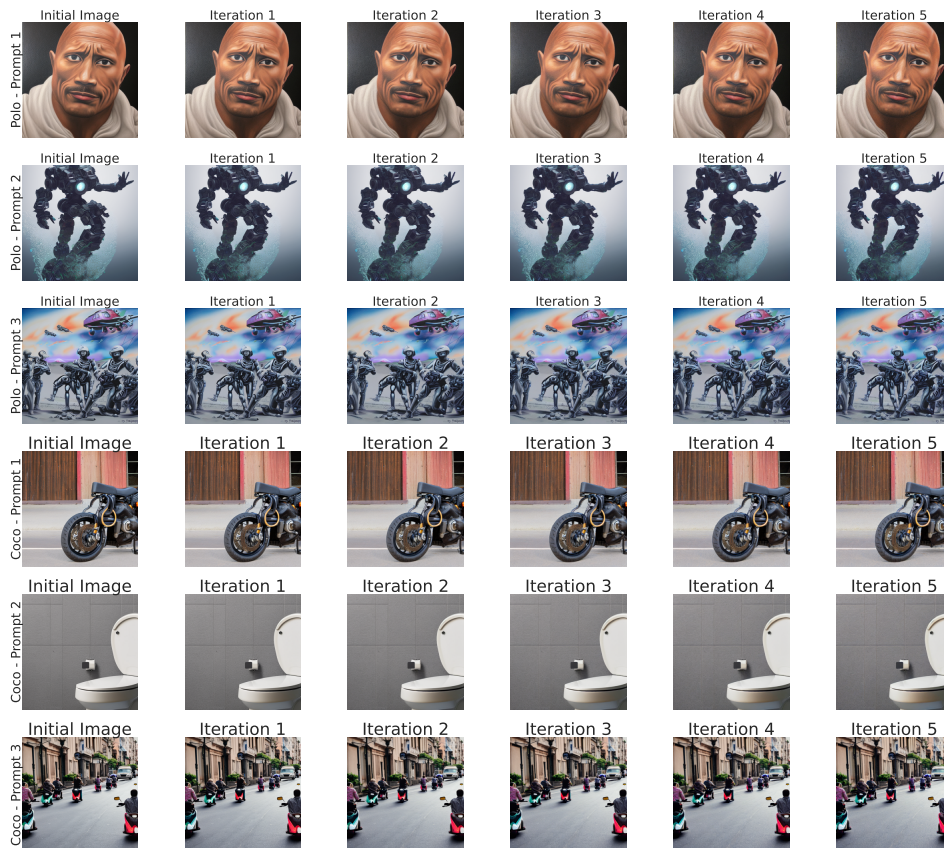 Initial Image Iteration 1 Iteration 2 Iteration 3 Iteration 4 Iteration 5
Polo - Prompt 1
Initial Image Iteration 1 Iteration 2 Iteration 3 Iteration 4 Iteration 5
Polo - Prompt 2
Initial Image Iteration 1 Iteration 2 Iteration 3 Iteration 4 Iteration 5
Polo - Prompt 3
Initial Image Iteration 1 Iteration 2 Iteration 3 Iteration 4 Iteration 5
Coco - Prompt 1
Initial Image Iteration 1 Iteration 2 Iteration 3 Iteration 4 Iteration 5
Coco - Prompt 2
Initial Image Iteration 1 Iteration 2 Iteration 3 Iteration 4 Iteration 5
Coco - Prompt 3